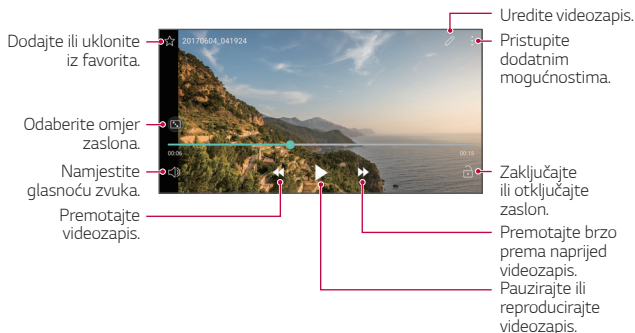 Uredite videozapis.
Dodajte ili uklonite
iz favorita.
20170604_041924
Pristupite
dodatnim
mogućnostima.
Odaberite omjer
zaslona.
00:06
00:18
Namjestite
glasnoću zvuka.
Zaključajte
ili otključajte
zaslon.
Premotajte
videozapis.
Premotajte brzo
prema naprijed
videozapis.
Pauzirajte ili
reproducirajte
videozapis.